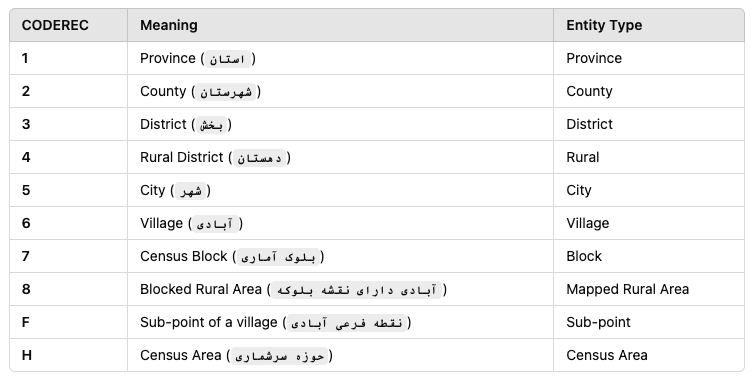 CODEREC Meaning Entity Type
1 Province (استان) Province
2 County (شهرستان) County
3 District (بخش) District
4 Rural District (دهستان) Rural
5 City (شهر) City
6 Village (آبادی) Village
7 Census Block (بلوک آماری) Block
8 Blocked Rural Area (آبادی دارای نقشه بلوکه) Mapped Rural Area
F Sub-point of a village (نقطه فرعی آبادی) Sub-point
H Census Area (حوزه سرشماری) Census Area